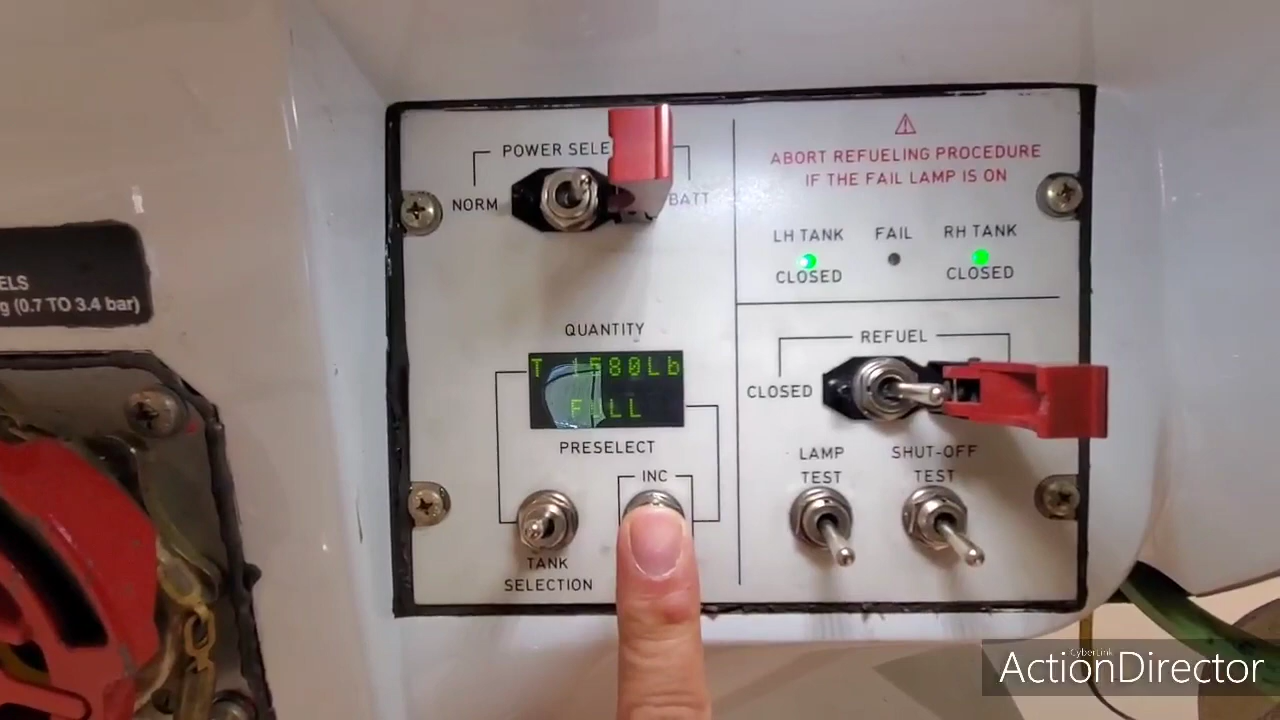 POWER SELE
NORM
BATT
ABORT REFUELING PROCEDURE
IF THE FAIL LAMP IS ON
LH TANK
FAIL
RH TANK
CLOSED
CLOSED
ELS
g (0.7 TO 3.4 bar)
QUANTITY
T 1580Lb
FULL
PRESELECT
INC
TANK
SELECTION
REFUEL
CLOSED
LAMP
TEST
SHUT-OFF
TEST
CyberLink
ActionDirector